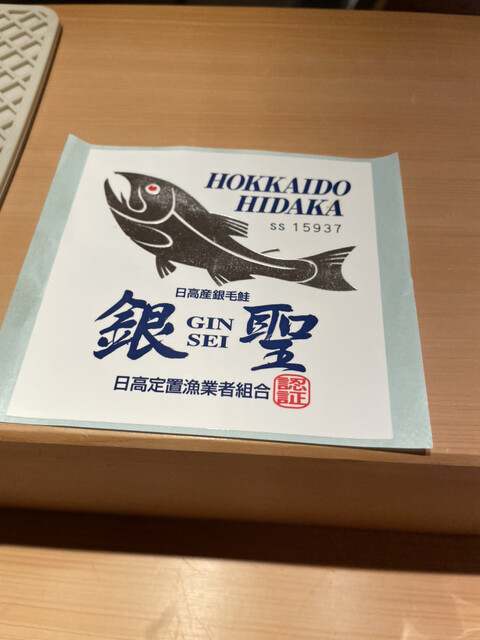 HOKKAIDO
HIDAKA
SS 15937
日高産銀毛鮭
銀 GIN SEI 聖
日高定置漁業者組合 認証